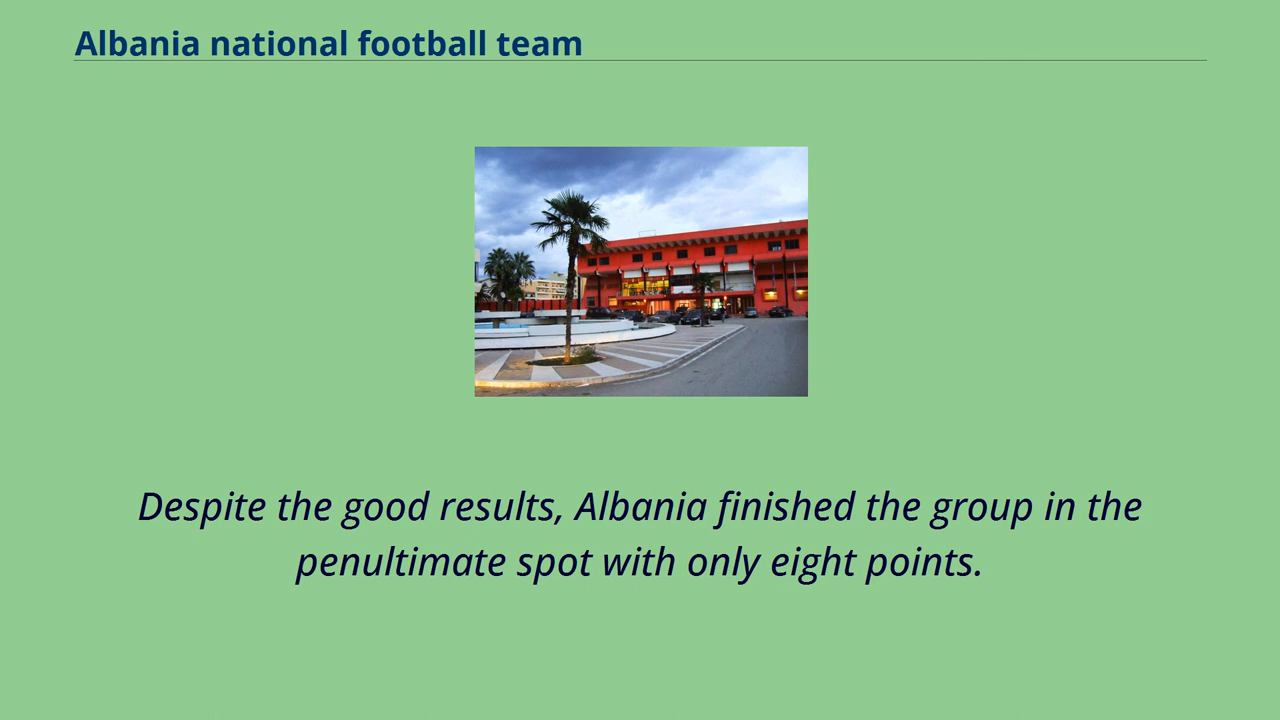 Albania national football team
Despite the good results, Albania finished the group in the
penultimate spot with only eight points.